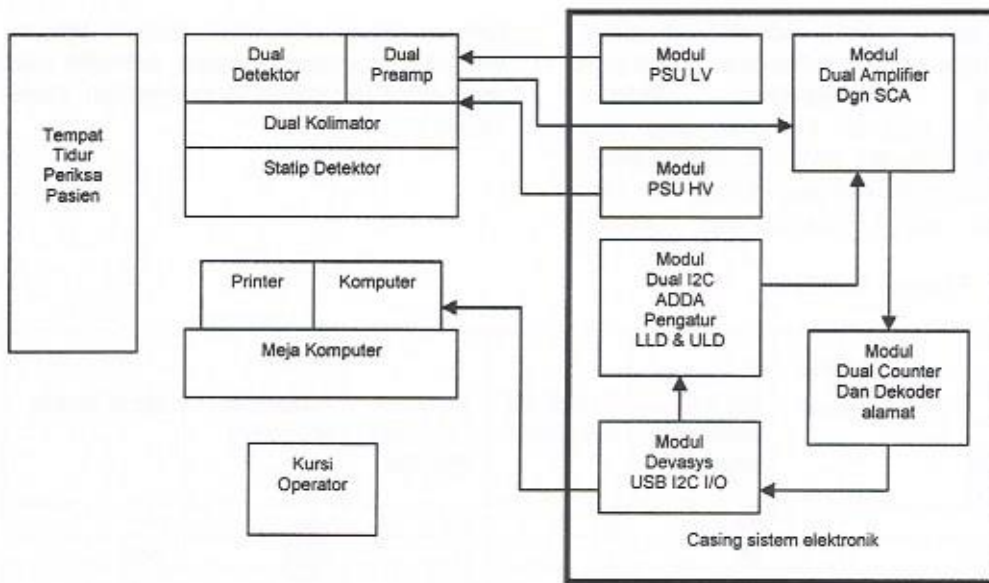 Tempat
Tidur
Periksa
Pasien
Dual
Detektor
Dual
Preamp
Dual Kolimator
Statip Detektor
Printer
Komputer
Meja Komputer
Kursi
Operator
Modul
PSU LV
Modul
Dual Amplifier
Dgn SCA
Modul
PSU HV
Modul
Dual I2C
ADDA
Pengatur
LLD & ULD
Modul
Dual Counter
Dan Dekoder
alamat
Modul
Devasys
USB I2C I/O
Casing sistem elektronik